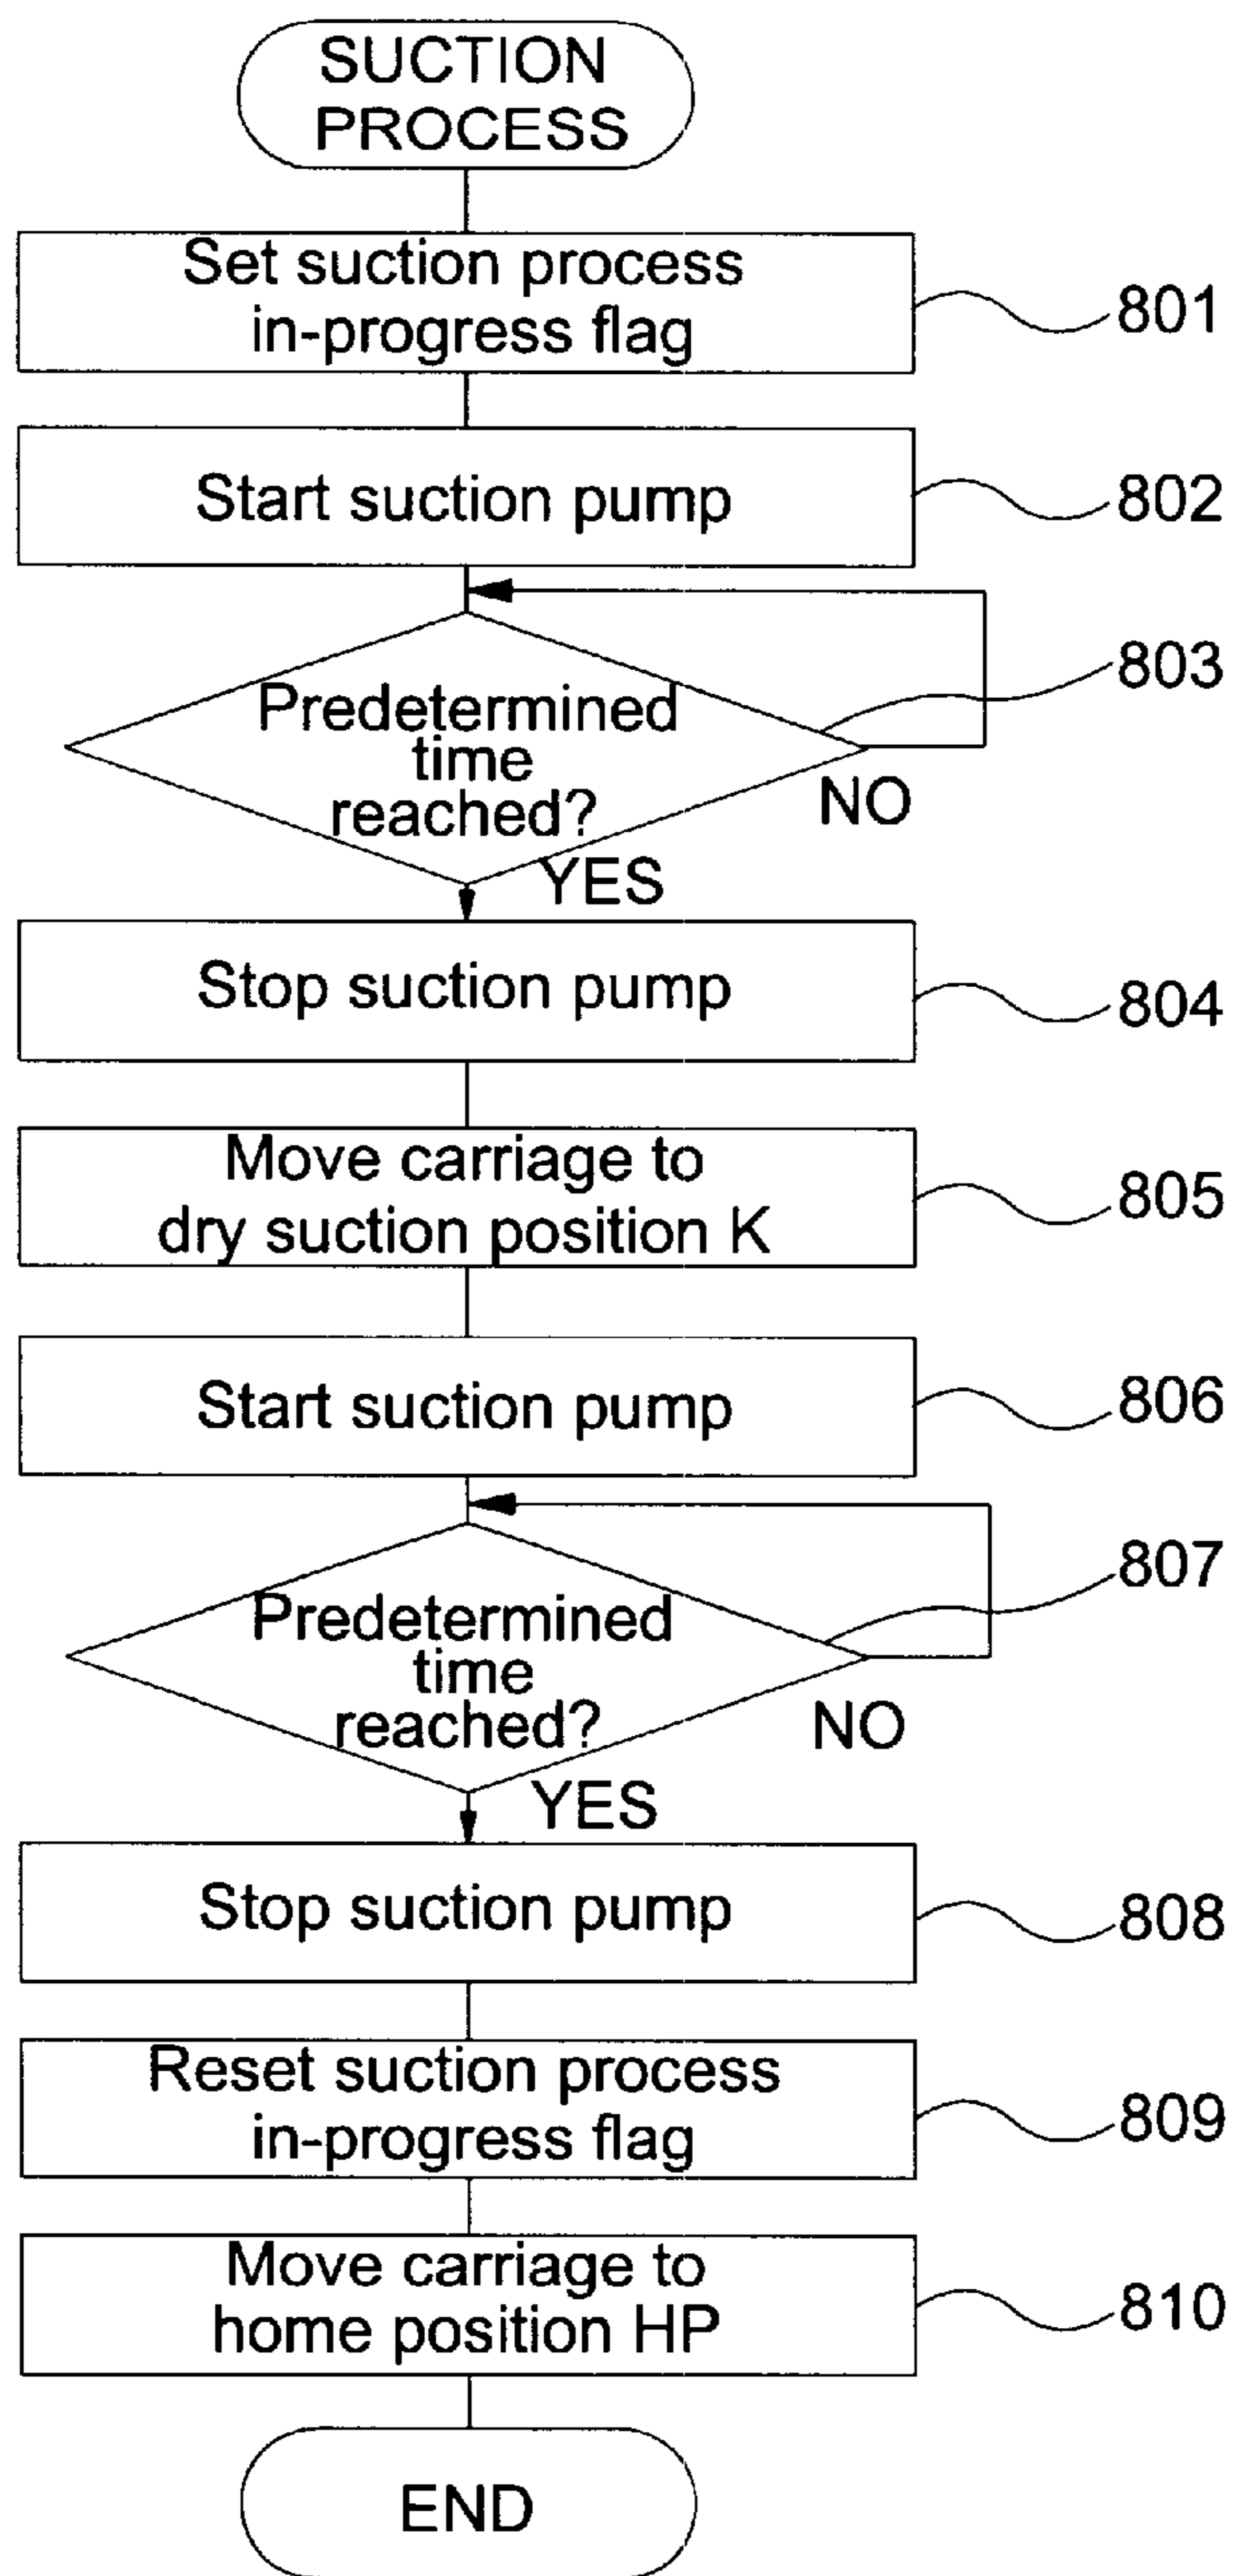 SUCTION
PROCESS
Set suction process
in-progress flag
801
Start suction pump
802
Predetermined
time
reached?
803
NO
YES
Stop suction pump
804
Move carriage to
dry suction position K
805
Start suction pump
806
Predetermined
time
reached?
807
NO
YES
Stop suction pump
808
Reset suction process
in-progress flag
809
Move carriage to
home position HP
810
END